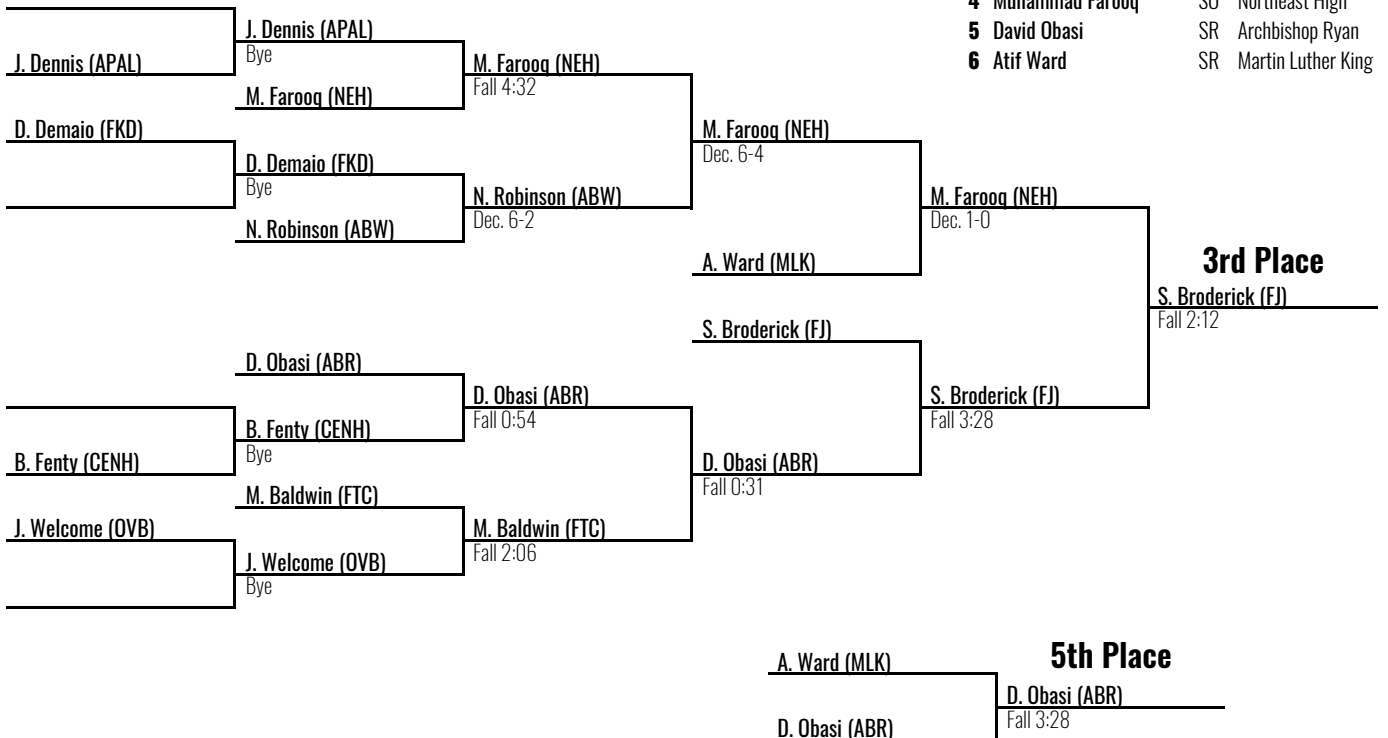 4 Muhammad Farooq SO Northeast High
5 David Obasi SR Archbishop Ryan
6 Atif Ward SR Martin Luther King
J. Dennis (APAL)
Bye
J. Dennis (APAL)
M. Farooq (NEH)
Fall 4:32
M. Farooq (NEH)
D. Demaio (FKD)
M. Farooq (NEH)
Dec. 6-4
D. Demaio (FKD)
Bye
N. Robinson (ABW)
Dec. 6-2
M. Farooq (NEH)
Dec. 1-0
N. Robinson (ABW)
A. Ward (MLK)
3rd Place
S. Broderick (FJ)
Fall 2:12
S. Broderick (FJ)
D. Obasi (ABR)
D. Obasi (ABR)
Fall 0:54
S. Broderick (FJ)
Fall 3:28
B. Fenty (CENH)
Bye
B. Fenty (CENH)
D. Obasi (ABR)
Fall 0:31
M. Baldwin (FTC)
J. Welcome (OVB)
M. Baldwin (FTC)
Fall 2:06
J. Welcome (OVB)
Bye
5th Place
A. Ward (MLK)
D. Obasi (ABR)
Fall 3:28
D. Obasi (ABR)